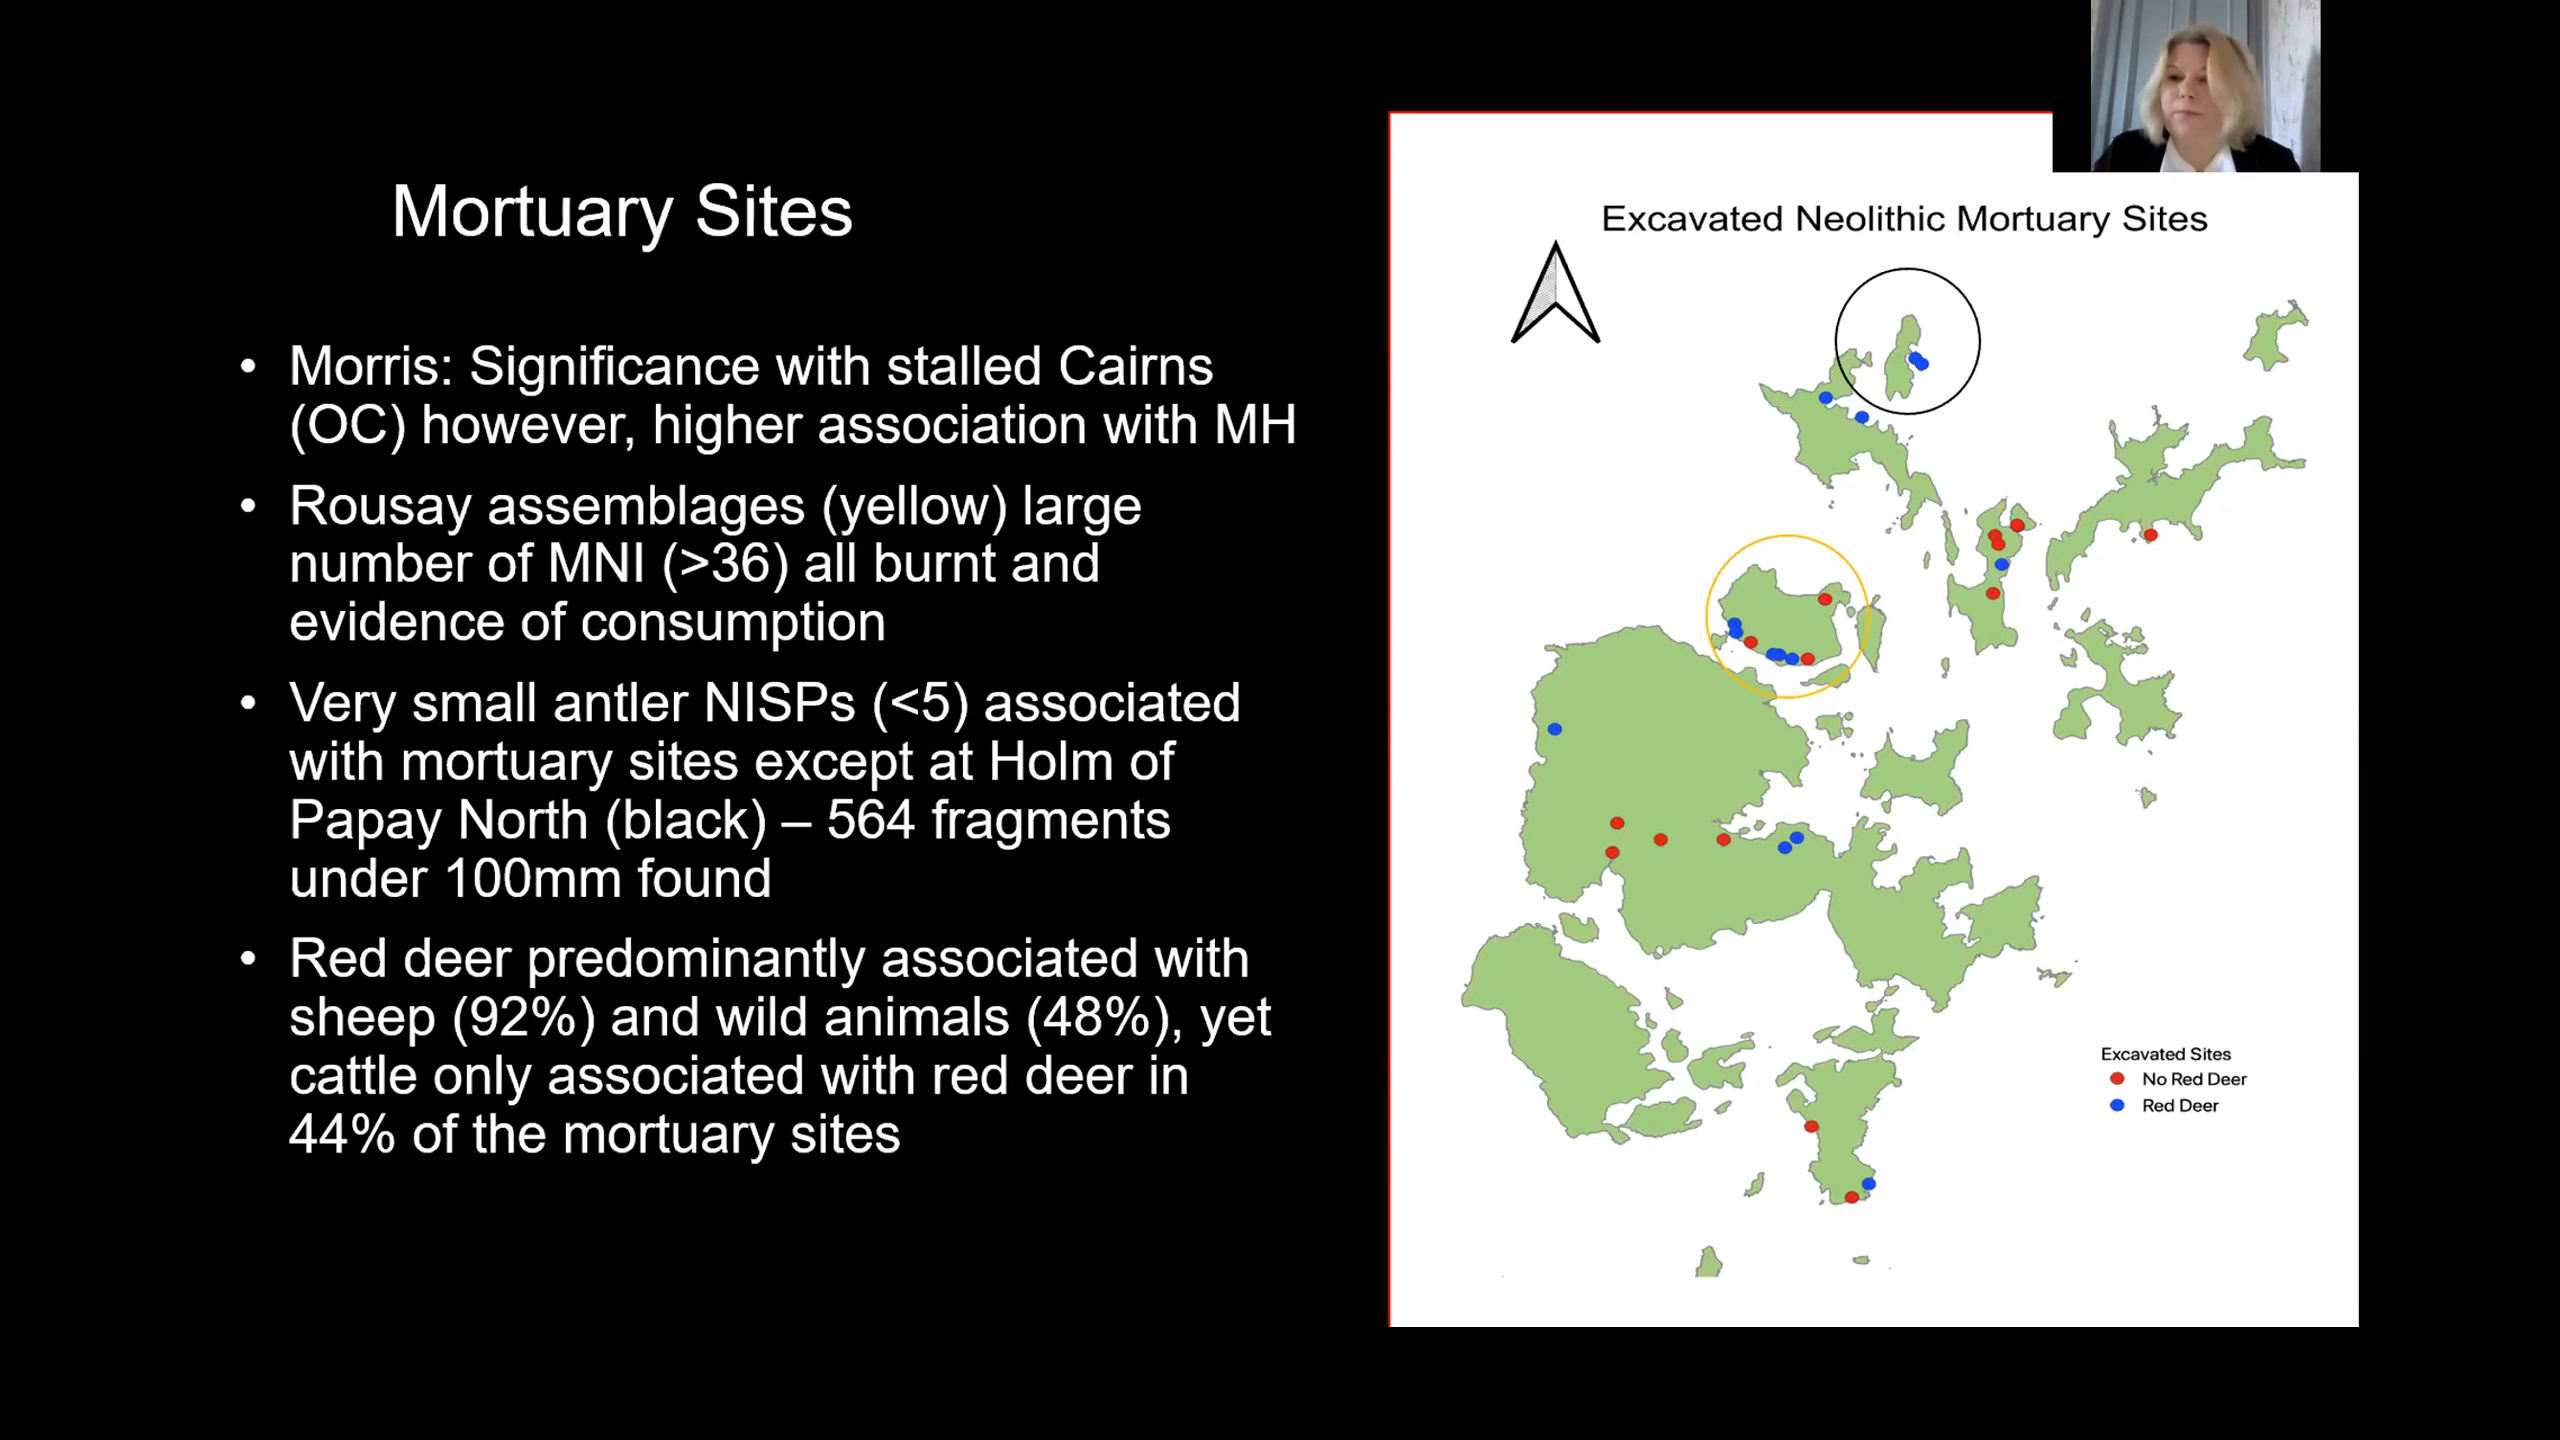 Mortuary Sites
• Morris: Significance with stalled Cairns
(OC) however, higher association with MH
• Rousay assemblages (yellow) large
number of MNI (>36) all burnt and
evidence of consumption
• Very small antler NISPs (<5) associated
with mortuary sites except at Holm of
Papay North (black) – 564 fragments
under 100mm found
• Red deer predominantly associated with
sheep (92%) and wild animals (48%), yet
cattle only associated with red deer in
44% of the mortuary sites
Excavated Neolithic Mortuary Sites
Excavated Sites
No Red Deer
Red Deer